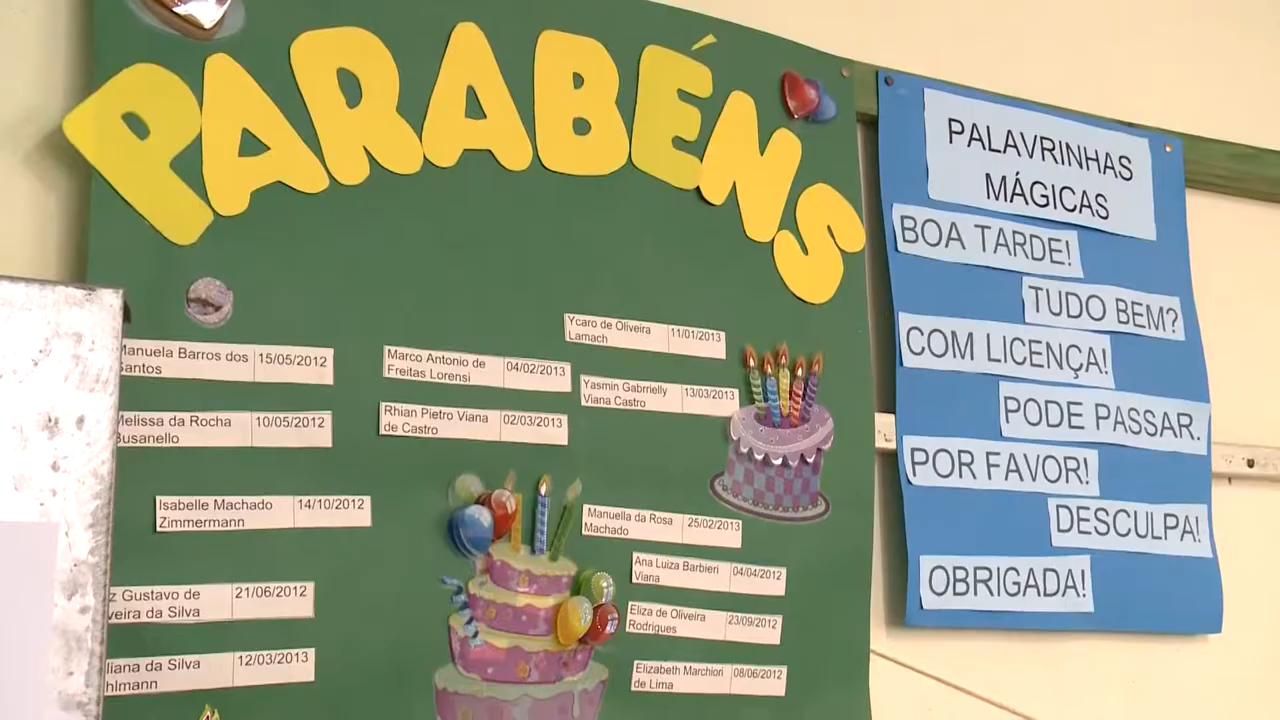 PARABÉNS
Ycaro de Oliveira 11/01/2013
Lamach
Manuela Barros dos 15/05/2012
Santos
Marco Antonio de 04/02/2013
Freitas Lorensi
Yasmin Gabrrielly 13/03/2013
Viana Castro
Melissa da Rocha 10/05/2012
Busanello
Rhian Pietro Viana 02/03/2013
de Castro
Isabelle Machado 14/10/2012
Zimmermann
Manuella da Rosa 25/02/2013
Machado
Ana Luiza Barbieri 04/04/2012
Viana
z Gustavo de 21/06/2012
veira da Silva
Eliza de Oliveira 23/09/2012
Rodrigues
liana da Silva 12/03/2013
hlmann
Elizabeth Marchiori 08/06/2012
de Lima
PALAVRINHAS
MÁGICAS
BOA TARDE!
TUDO BEM?
COM LICENÇA!
PODE PASSAR.
POR FAVOR!
DESCULPA!
OBRIGADA!